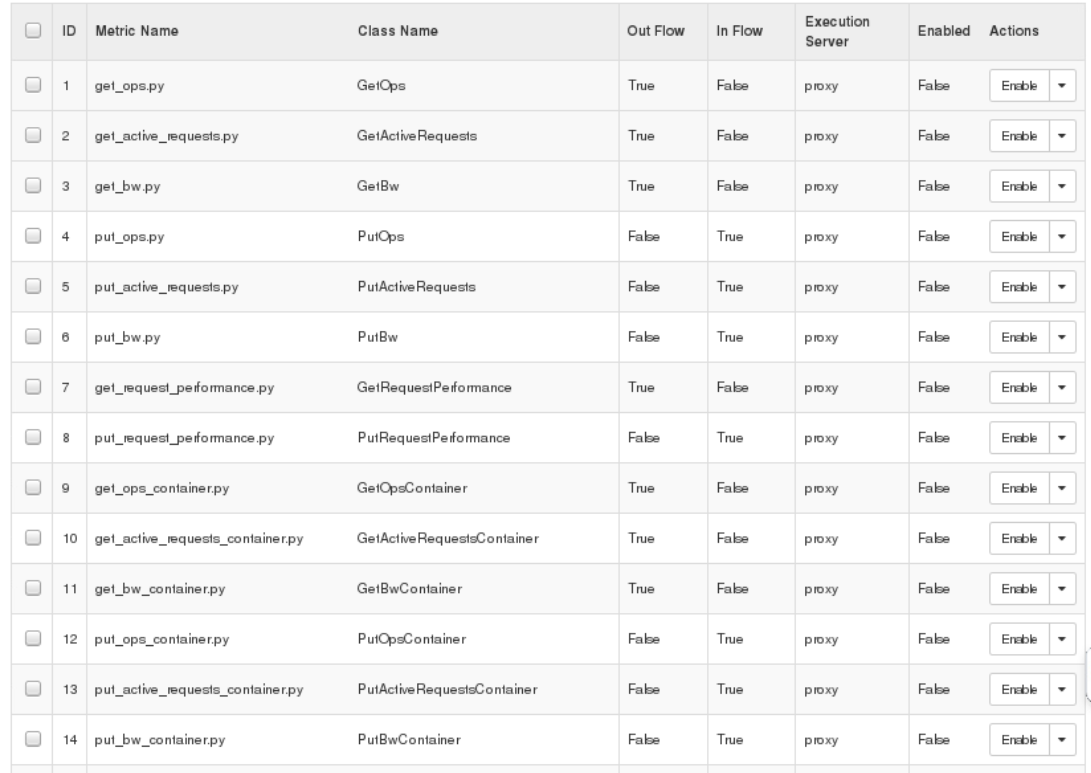 ID Metric Name Class Name Out Flow In Flow Execution Server Enabled Actions
1 get_ops.py GetOps True False proxy False Enable
2 get_active_requests.py GetActiveRequests True False proxy False Enable
3 get_bw.py GetBw True False proxy False Enable
4 put_ops.py PutOps False True proxy False Enable
5 put_active_requests.py PutActiveRequests False True proxy False Enable
6 put_bw.py PutBw False True proxy False Enable
7 get_request_performance.py GetRequestPerformance True False proxy False Enable
8 put_request_performance.py PutRequestPerformance False True proxy False Enable
9 get_ops_container.py GetOpsContainer True False proxy False Enable
10 get_active_requests_container.py GetActiveRequestsContainer True False proxy False Enable
11 get_bw_container.py GetBwContainer True False proxy False Enable
12 put_ops_container.py PutOpsContainer False True proxy False Enable
13 put_active_requests_container.py PutActiveRequestsContainer False True proxy False Enable
14 put_bw_container.py PutBwContainer False True proxy False Enable